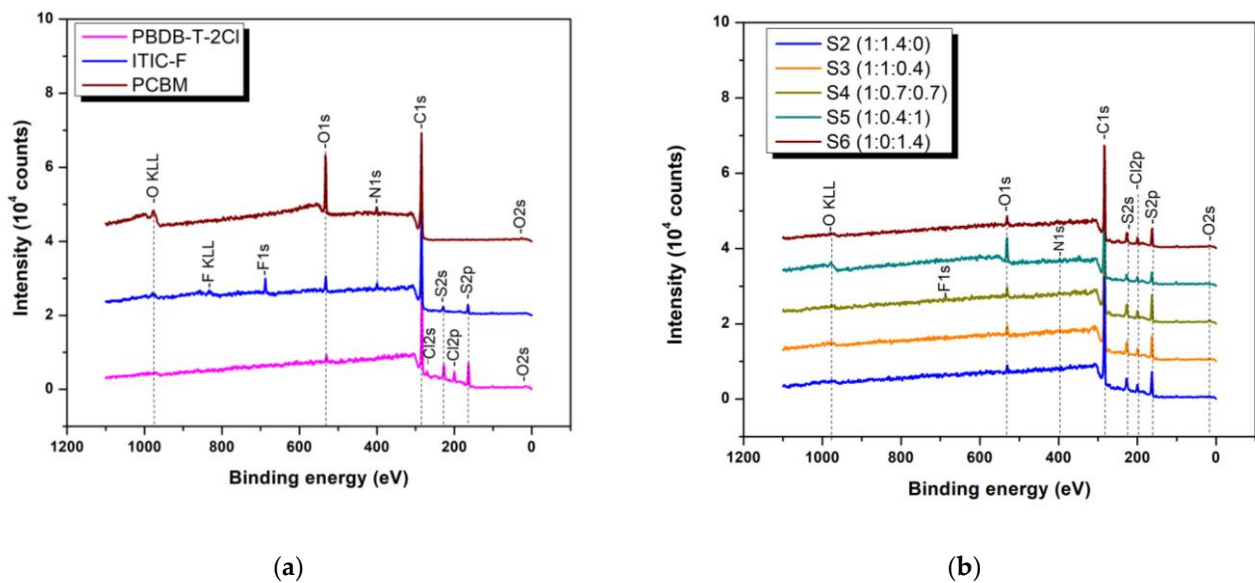 10
8
6
4
2
0
Intensity (10⁴ counts)
PBDB-T-2Cl
ITIC-F
PCBM
O KLL
-O1s
-N1s
-C1s
-O2s
F KLL
-F1s
S2s
-S2p
Cl2s
Cl2p
-O2s
1200 1000 800 600 400 200 0
Binding energy (eV)
(a)
10
8
6
4
2
0
Intensity (10⁴ counts)
S2 (1:1.4:0)
S3 (1:1:0.4)
S4 (1:0.7:0.7)
S5 (1:0.4:1)
S6 (1:0:1.4)
O KLL
F1s
-O1s
N1s
-C1s
-S2s
-Cl2p
-S2p
-O2s
1200 1000 800 600 400 200 0
Binding energy (eV)
(b)